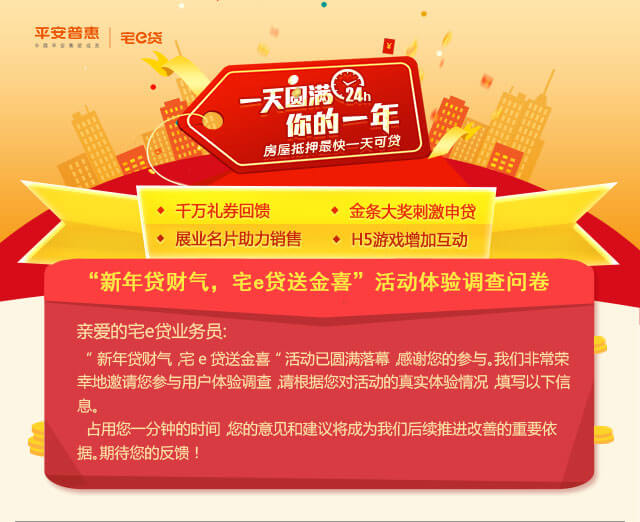 平安普惠 宅e贷
中国平安集团成员
一天圆满 24h
你的一年
房屋抵押最快一天可贷
千万礼券回馈 金条大奖刺激申贷
展业名片助力销售 H5游戏增加互动
“新年贷财气，宅e贷送金喜”活动体验调查问卷
亲爱的宅e贷业务员:
“ 新年贷财气 ,宅 e 贷送金喜 “ 活动已圆满落幕 ,感谢您的参与。我们非常荣
幸地邀请您参与用户体验调查 ,请根据您对活动的真实体验情况 ,填写以下信
息。
占用您一分钟的时间 ,您的意见和建议将成为我们后续推进改善的重要依
据。期待您的反馈！